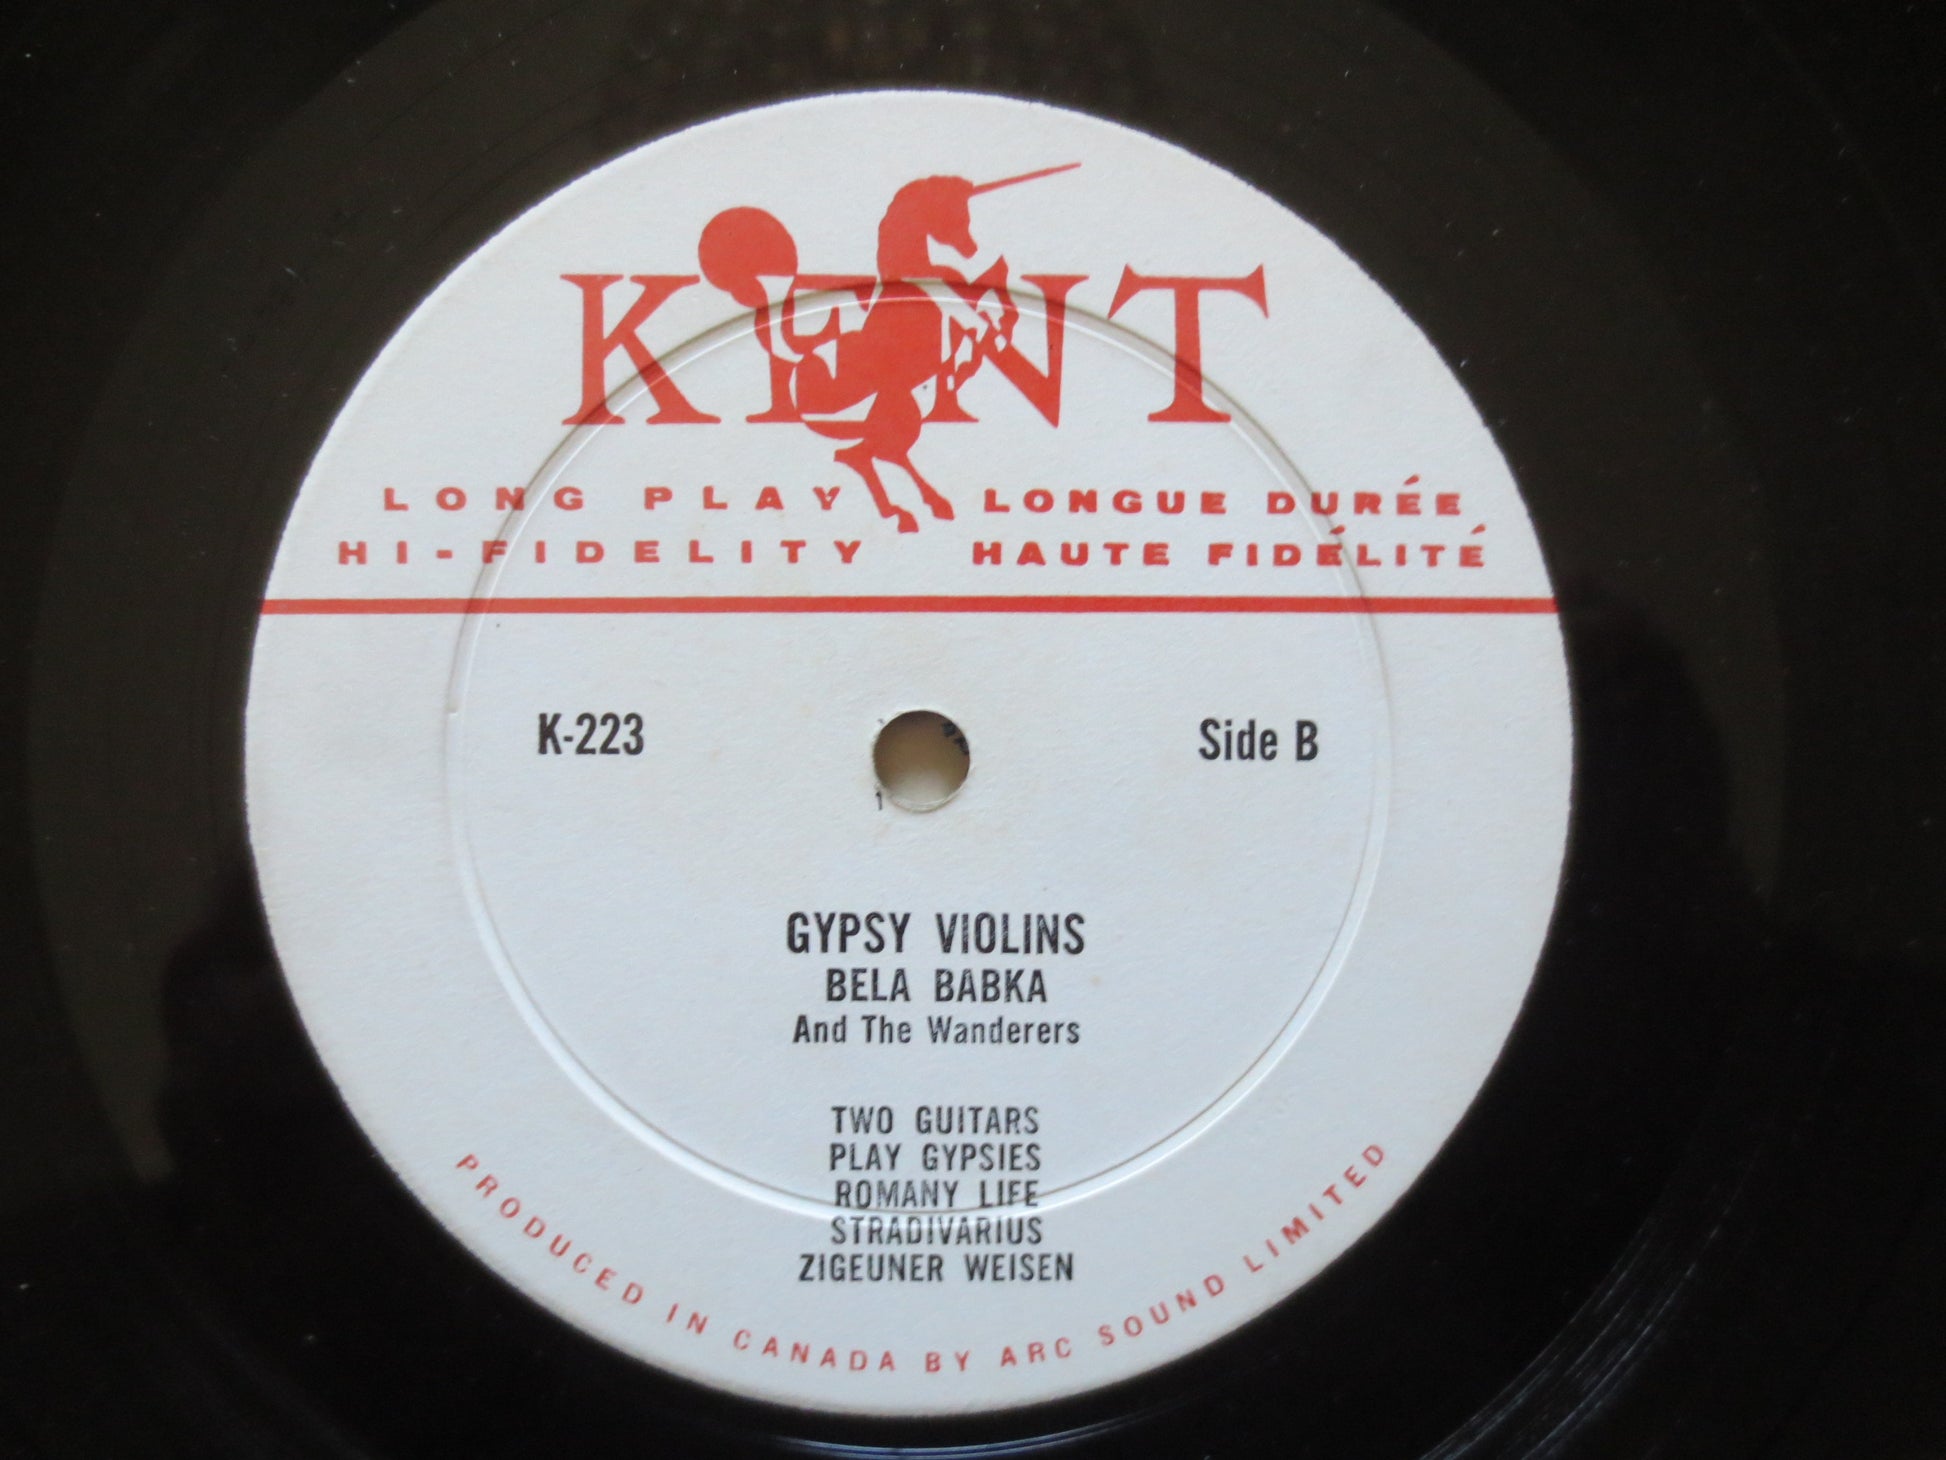 KENT
LONG PLAY LONGUE DURÉE
HI-FIDELITY HAUTE FIDÉLITÉ
K-223
Side B
1
GYPSY VIOLINS
BELA BABKA
And The Wanderers
TWO GUITARS
PLAY GYPSIES
ROMANY LIFE
STRADIVARIUS
ZIGEUNER WEISEN
PRODUCED IN CANADA BY ARC SOUND LIMITED